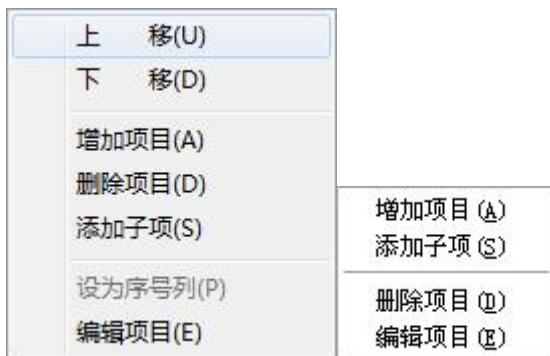 上　　移(U)
下　　移(D)
增加项目(A)
删除项目(D)
添加子项(S)
设为序号列(P)
编辑项目(E)
增加项目(A)
添加子项(S)
删除项目(D)
编辑项目(E)